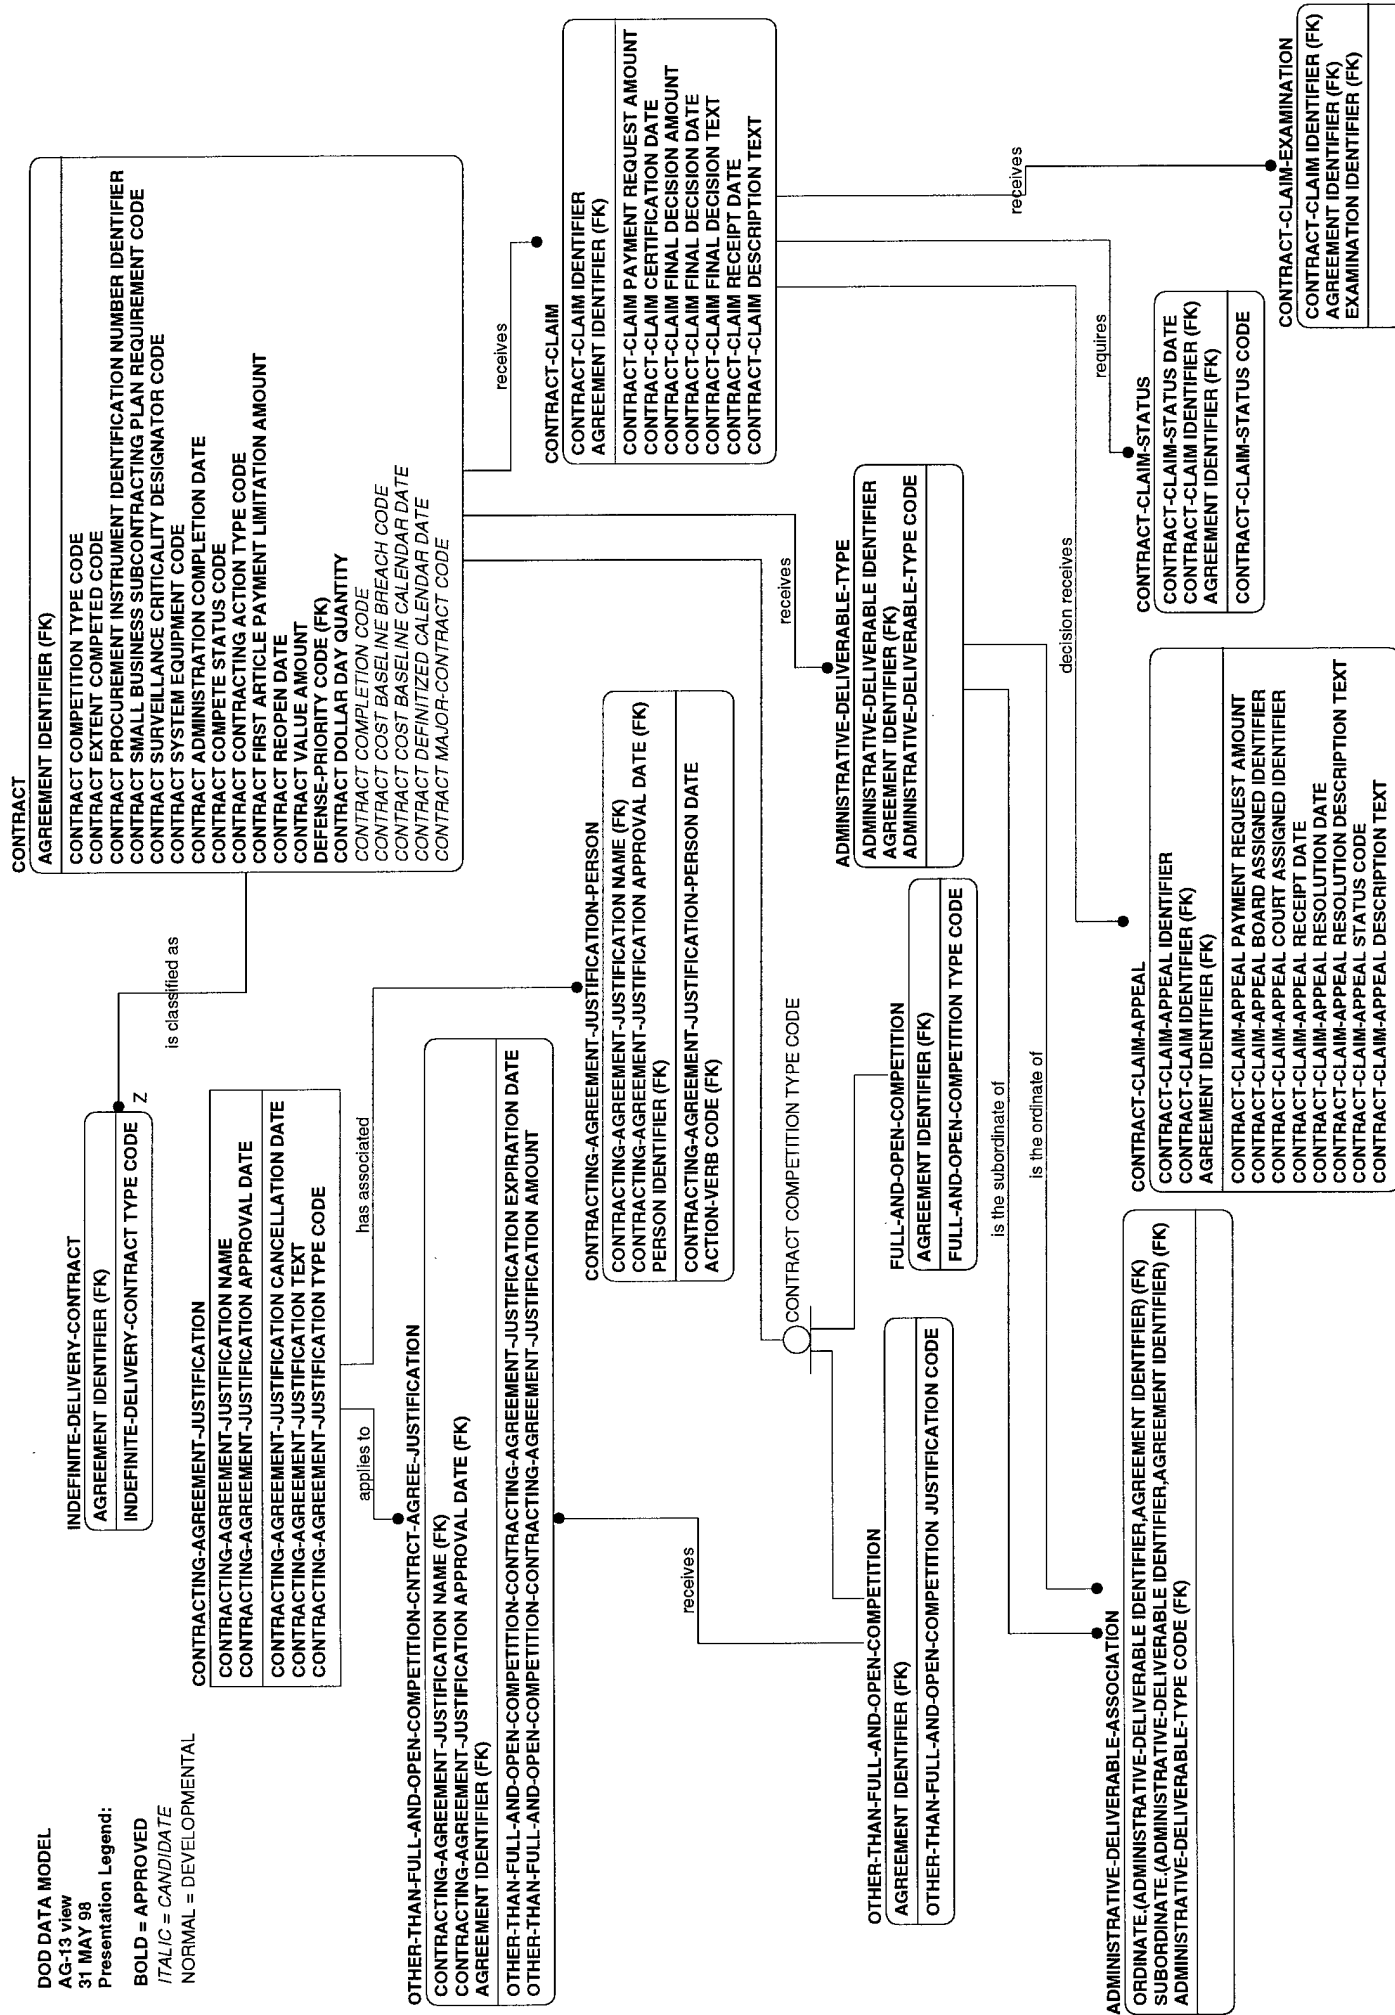 DOD DATA MODEL
AG-13 view
31 MAY 98
Presentation Legend:
BOLD = APPROVED
ITALIC = CANDIDATE
NORMAL = DEVELOPMENTAL
INDEFINITE-DELIVERY-CONTRACT
AGREEMENT IDENTIFIER (FK)
INDEFINITE-DELIVERY-CONTRACT TYPE CODE
Z
is classified as
CONTRACT
AGREEMENT IDENTIFIER (FK)
CONTRACT COMPETITION TYPE CODE
CONTRACT EXTENT COMPETED CODE
CONTRACT PROCUREMENT INSTRUMENT IDENTIFICATION NUMBER IDENTIFIER
CONTRACT SMALL BUSINESS SUBCONTRACTING PLAN REQUIREMENT CODE
CONTRACT SURVEILLANCE CRITICALITY DESIGNATOR CODE
CONTRACT SYSTEM EQUIPMENT CODE
CONTRACT ADMINISTRATION COMPLETION DATE
CONTRACT COMPETE STATUS CODE
CONTRACT CONTRACTING ACTION TYPE CODE
CONTRACT FIRST ARTICLE PAYMENT LIMITATION AMOUNT
CONTRACT REOPEN DATE
CONTRACT VALUE AMOUNT
DEFENSE-PRIORITY CODE (FK)
CONTRACT DOLLAR DAY QUANTITY
CONTRACT COMPLETION CODE
CONTRACT COST BASELINE BREACH CODE
CONTRACT COST BASELINE CALENDAR DATE
CONTRACT DEFINITIZED CALENDAR DATE
CONTRACT MAJOR-CONTRACT CODE
CONTRACTING-AGREEMENT-JUSTIFICATION
CONTRACTING-AGREEMENT-JUSTIFICATION NAME
CONTRACTING-AGREEMENT-JUSTIFICATION APPROVAL DATE
CONTRACTING-AGREEMENT-JUSTIFICATION CANCELLATION DATE
CONTRACTING-AGREEMENT-JUSTIFICATION TEXT
CONTRACTING-AGREEMENT-JUSTIFICATION TYPE CODE
applies to
has associated
receives
OTHER-THAN-FULL-AND-OPEN-COMPETITION-CNTRCT-AGREE-JUSTIFICATION
CONTRACTING-AGREEMENT-JUSTIFICATION NAME (FK)
CONTRACTING-AGREEMENT-JUSTIFICATION APPROVAL DATE (FK)
AGREEMENT IDENTIFIER (FK)
OTHER-THAN-FULL-AND-OPEN-COMPETITION-CONTRACTING-AGREEMENT-JUSTIFICATION EXPIRATION DATE
OTHER-THAN-FULL-AND-OPEN-COMPETITION-CONTRACTING-AGREEMENT-JUSTIFICATION AMOUNT
CONTRACT-CLAIM
CONTRACT-CLAIM IDENTIFIER
AGREEMENT IDENTIFIER (FK)
CONTRACT-CLAIM PAYMENT REQUEST AMOUNT
CONTRACT-CLAIM CERTIFICATION DATE
CONTRACT-CLAIM FINAL DECISION AMOUNT
CONTRACT-CLAIM FINAL DECISION DATE
CONTRACT-CLAIM FINAL DECISION TEXT
CONTRACT-CLAIM RECEIPT DATE
CONTRACT-CLAIM DESCRIPTION TEXT
CONTRACTING-AGREEMENT-JUSTIFICATION-PERSON
CONTRACTING-AGREEMENT-JUSTIFICATION NAME (FK)
CONTRACTING-AGREEMENT-JUSTIFICATION APPROVAL DATE (FK)
PERSON IDENTIFIER (FK)
CONTRACTING-AGREEMENT-JUSTIFICATION-PERSON DATE
ACTION-VERB CODE (FK)
receives
CONTRACT COMPETITION TYPE CODE
receives
OTHER-THAN-FULL-AND-OPEN-COMPETITION
AGREEMENT IDENTIFIER (FK)
OTHER-THAN-FULL-AND-OPEN-COMPETITION JUSTIFICATION CODE
FULL-AND-OPEN-COMPETITION
AGREEMENT IDENTIFIER (FK)
FULL-AND-OPEN-COMPETITION TYPE CODE
ADMINISTRATIVE-DELIVERABLE-TYPE
ADMINISTRATIVE-DELIVERABLE IDENTIFIER
AGREEMENT IDENTIFIER (FK)
ADMINISTRATIVE-DELIVERABLE-TYPE CODE
is the subordinate of
is the ordinate of
decision receives
requires
receives
ADMINISTRATIVE-DELIVERABLE-ASSOCIATION
ORDINATE.(ADMINISTRATIVE-DELIVERABLE IDENTIFIER,AGREEMENT IDENTIFIER) (FK)
SUBORDINATE.(ADMINISTRATIVE-DELIVERABLE IDENTIFIER,AGREEMENT IDENTIFIER) (FK)
ADMINISTRATIVE-DELIVERABLE-TYPE CODE (FK)
CONTRACT-CLAIM-APPEAL
CONTRACT-CLAIM-APPEAL IDENTIFIER
CONTRACT-CLAIM IDENTIFIER (FK)
AGREEMENT IDENTIFIER (FK)
CONTRACT-CLAIM-APPEAL PAYMENT REQUEST AMOUNT
CONTRACT-CLAIM-APPEAL BOARD ASSIGNED IDENTIFIER
CONTRACT-CLAIM-APPEAL COURT ASSIGNED IDENTIFIER
CONTRACT-CLAIM-APPEAL RECEIPT DATE
CONTRACT-CLAIM-APPEAL RESOLUTION DATE
CONTRACT-CLAIM-APPEAL RESOLUTION DESCRIPTION TEXT
CONTRACT-CLAIM-APPEAL STATUS CODE
CONTRACT-CLAIM-APPEAL DESCRIPTION TEXT
CONTRACT-CLAIM-STATUS
CONTRACT-CLAIM-STATUS DATE
CONTRACT-CLAIM IDENTIFIER (FK)
AGREEMENT IDENTIFIER (FK)
CONTRACT-CLAIM-STATUS CODE
CONTRACT-CLAIM-EXAMINATION
CONTRACT-CLAIM IDENTIFIER (FK)
AGREEMENT IDENTIFIER (FK)
EXAMINATION IDENTIFIER (FK)